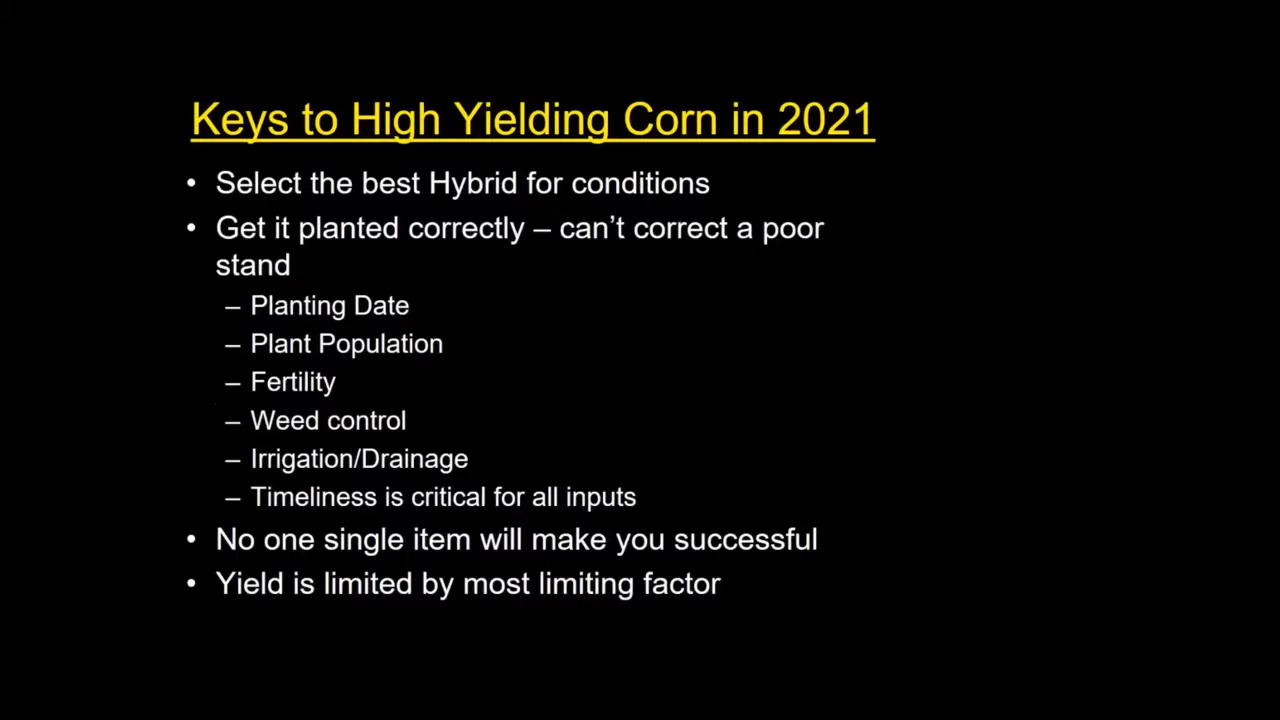 Keys to High Yielding Corn in 2021
• Select the best Hybrid for conditions
• Get it planted correctly – can’t correct a poor
stand
– Planting Date
– Plant Population
– Fertility
– Weed control
– Irrigation/Drainage
– Timeliness is critical for all inputs
• No one single item will make you successful
• Yield is limited by most limiting factor